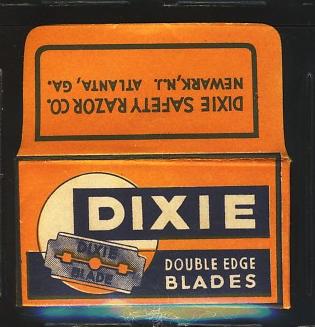 DIXIE SAFETY RAZOR CO.
NEWARK, N.J. ATLANTA, GA.
DIXIE
DIXIE
BLADE
DOUBLE EDGE
BLADES